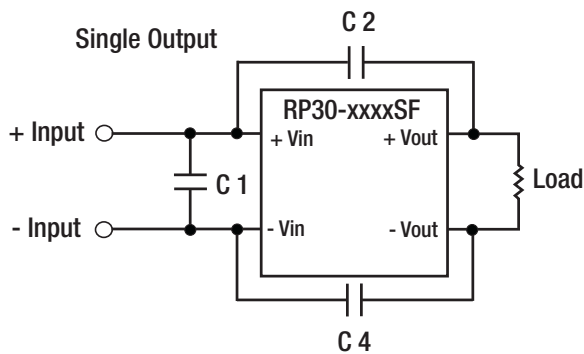 Single Output
C 2
RP30-xxxxSF
+ Input
+ Vin
+ Vout
C 1
Load
- Input
- Vin
- Vout
C 4